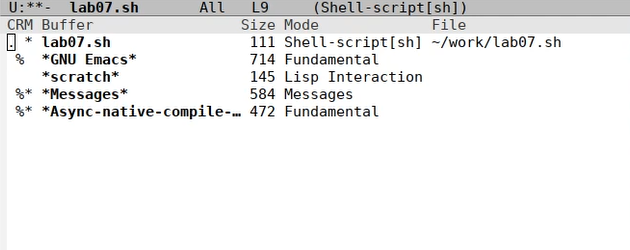 U:**-  lab07.sh       All   L9     (Shell-script[sh])
CRM Buffer                 Size Mode             File
. * lab07.sh                111 Shell-script[sh] ~/work/lab07.sh
 %  *GNU Emacs*             714 Fundamental
    *scratch*               145 Lisp Interaction
 %* *Messages*              584 Messages
 %* *Async-native-compile-… 472 Fundamental